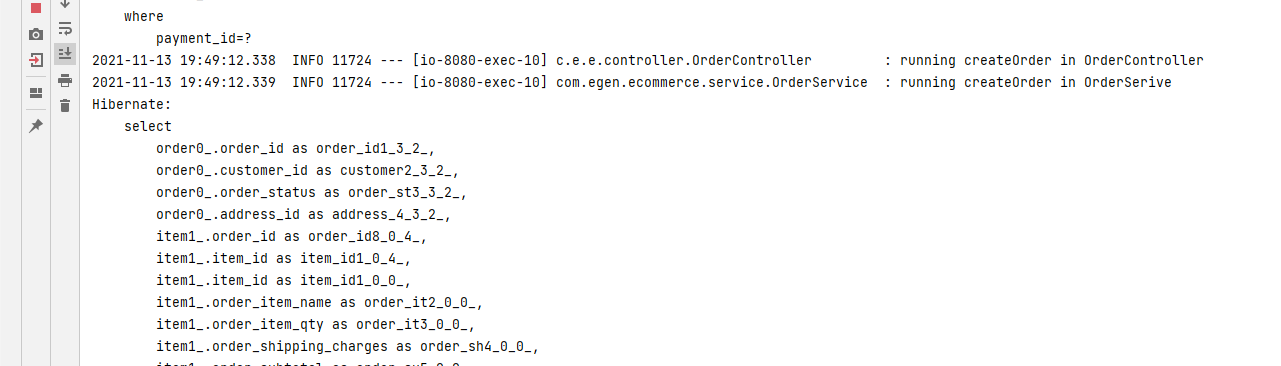 where
payment_id=?
2021-11-13 19:49:12.338  INFO 11724 --- [io-8080-exec-10] c.e.e.controller.OrderController         : running createOrder in OrderController
2021-11-13 19:49:12.339  INFO 11724 --- [io-8080-exec-10] com.egen.ecommerce.service.OrderService  : running createOrder in OrderSerive
Hibernate:
select
order0_.order_id as order_id1_3_2_,
order0_.customer_id as customer2_3_2_,
order0_.order_status as order_st3_3_2_,
order0_.address_id as address_4_3_2_,
item1_.order_id as order_id8_0_4_,
item1_.item_id as item_id1_0_4_,
item1_.item_id as item_id1_0_0_,
item1_.order_item_name as order_it2_0_0_,
item1_.order_item_qty as order_it3_0_0_,
item1_.order_shipping_charges as order_sh4_0_0_,